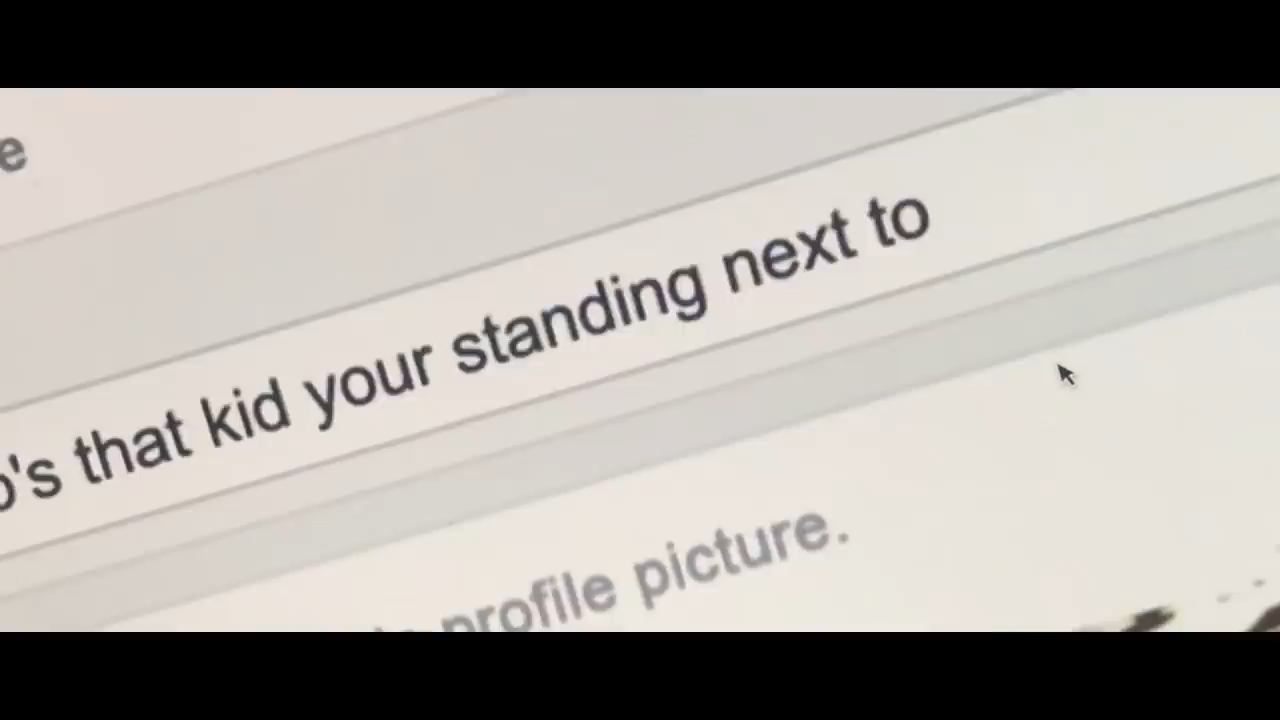 e
o's that kid your standing next to
profile picture.